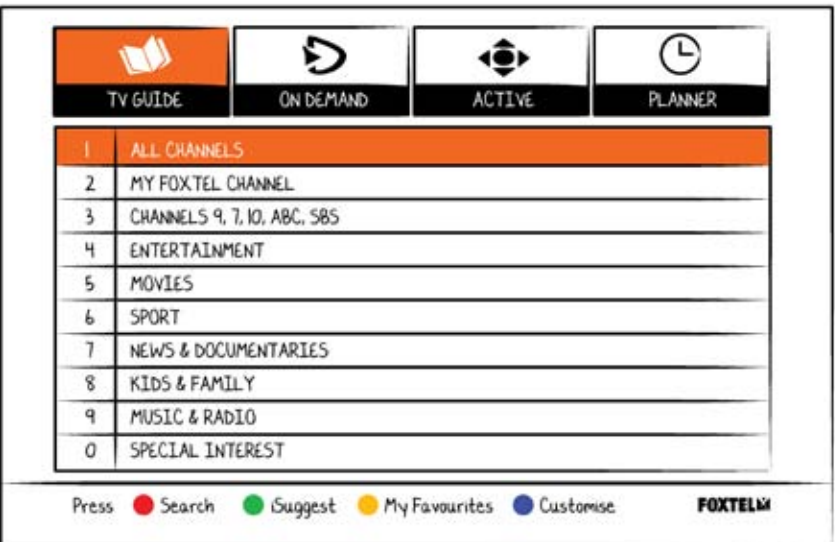 TV GUIDE ON DEMAND ACTIVE PLANNER
1 ALL CHANNELS
2 MY FOXTEL CHANNEL
3 CHANNELS 9, 7, 10, ABC, SBS
4 ENTERTAINMENT
5 MOVIES
6 SPORT
7 NEWS & DOCUMENTARIES
8 KIDS & FAMILY
9 MUSIC & RADIO
0 SPECIAL INTEREST
Press Search iSuggest My Favourites Customise FOXTEL